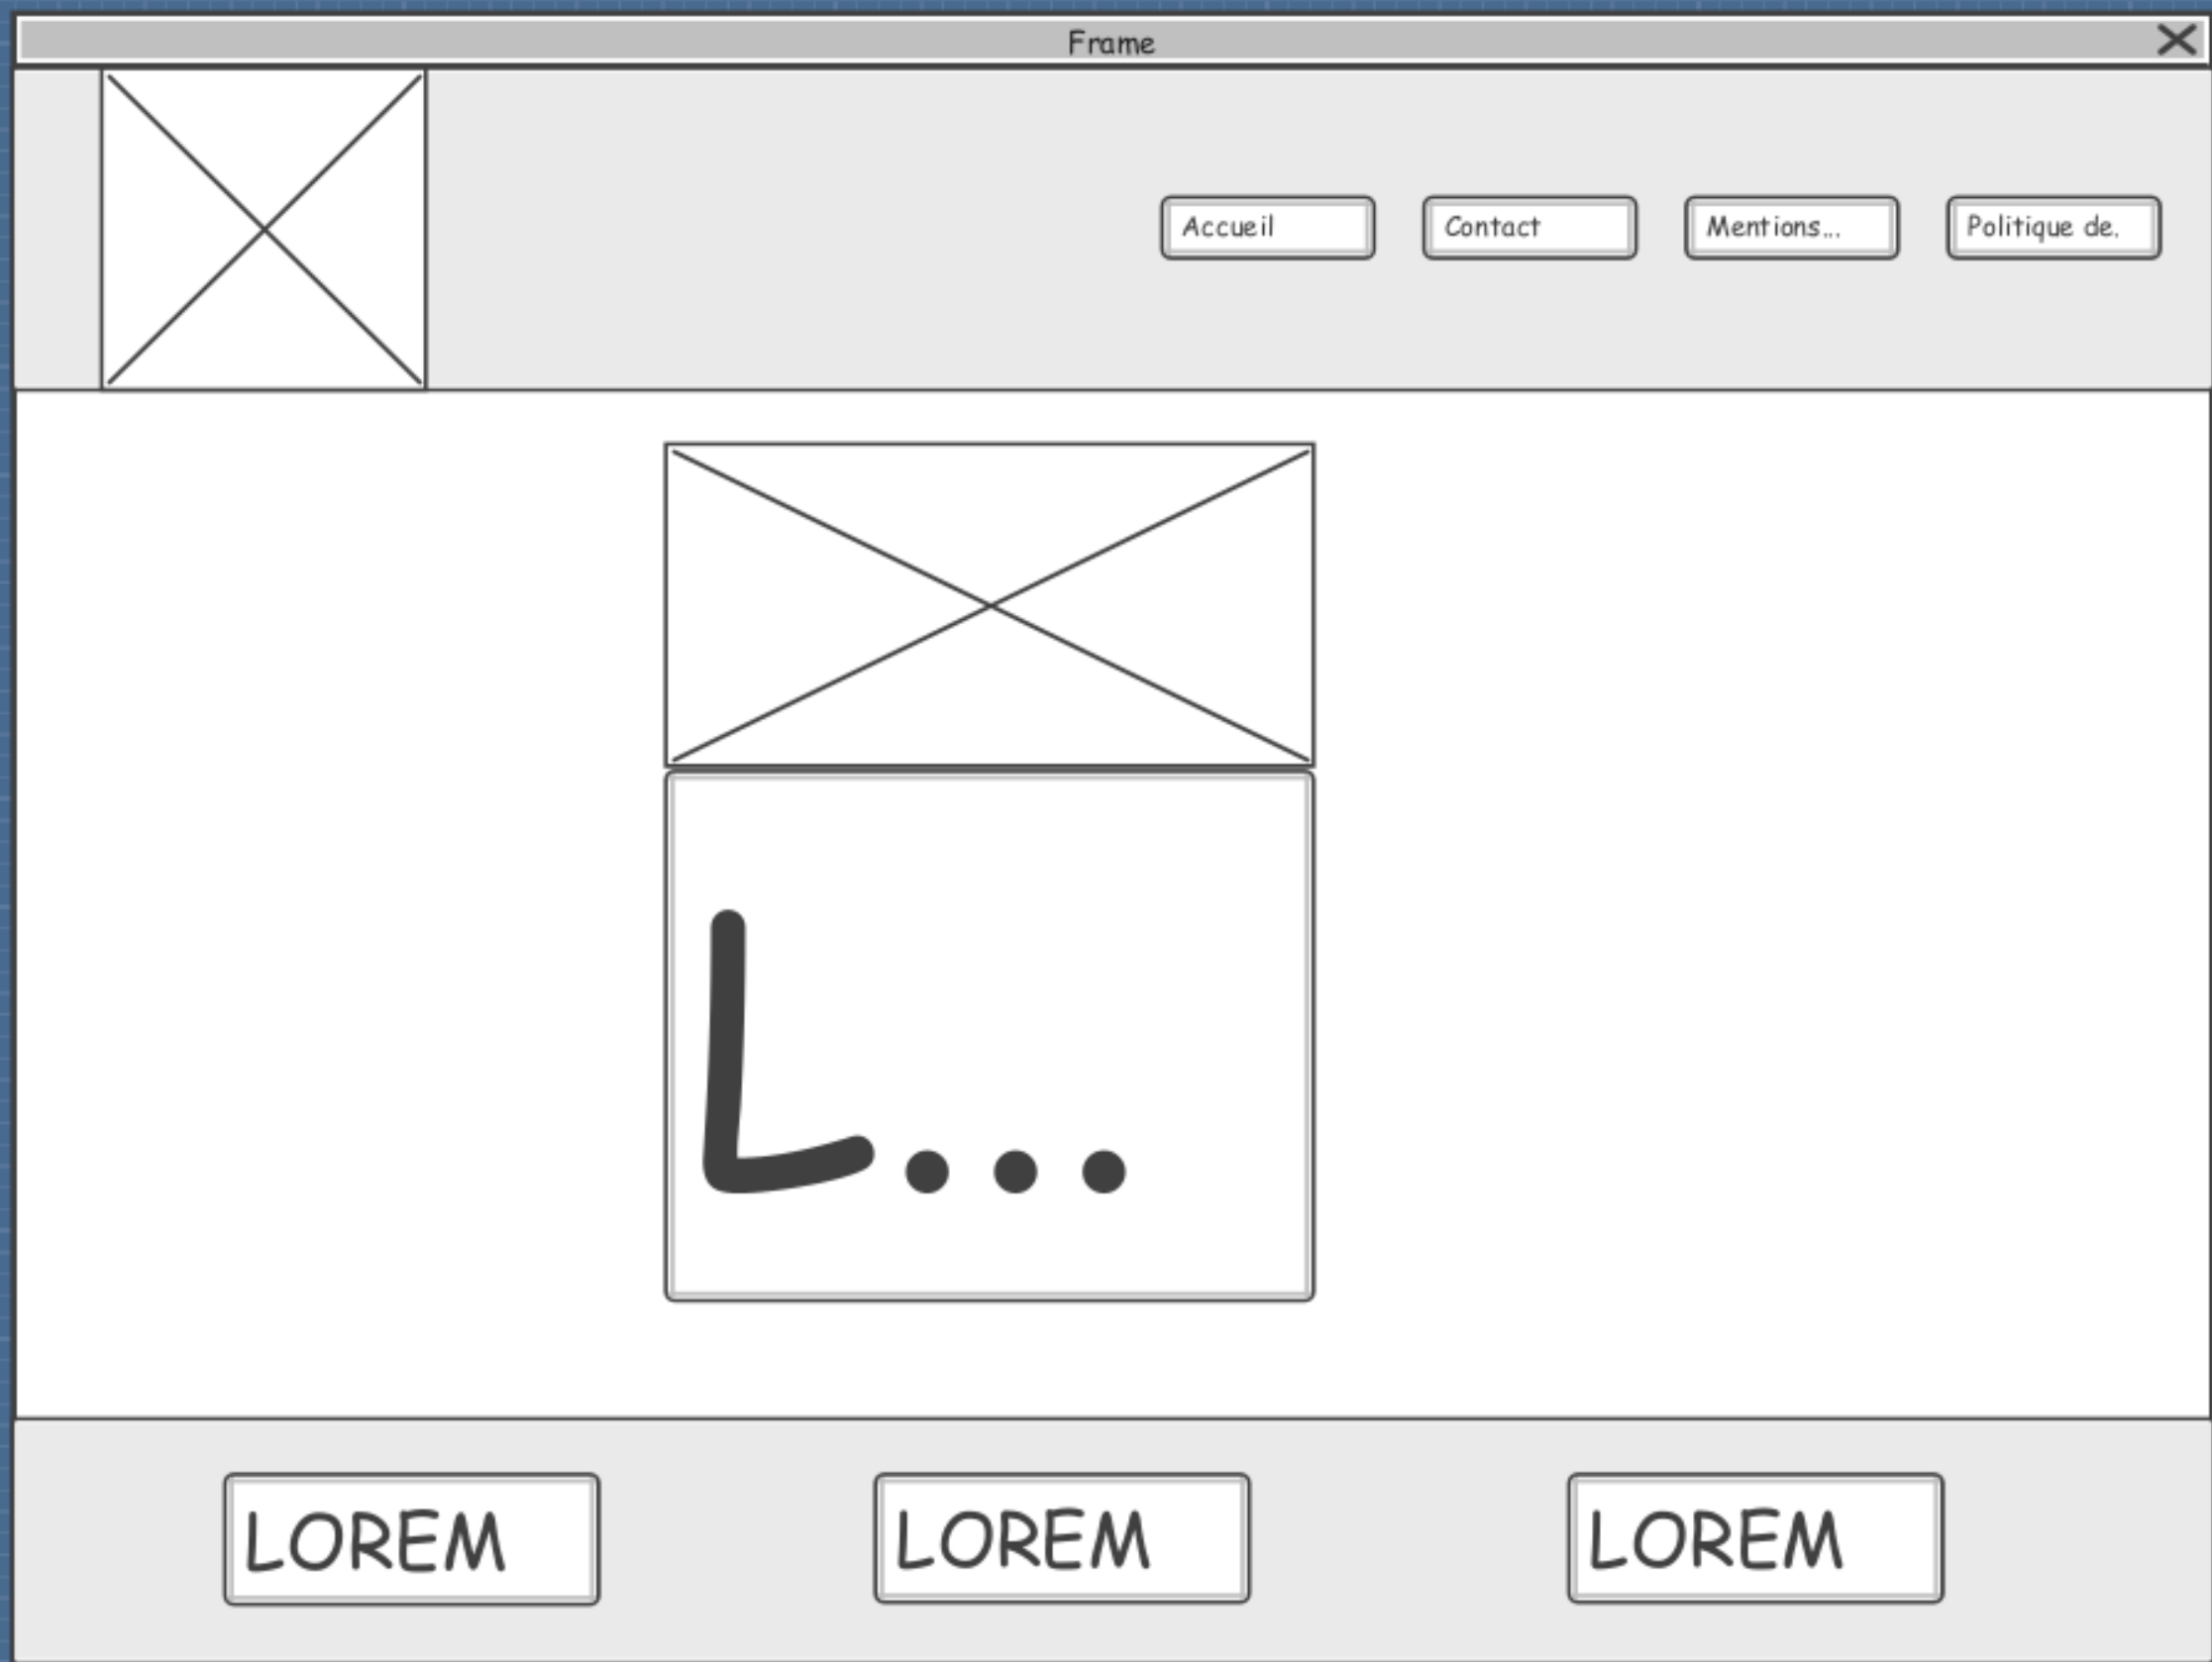 Frame
Accueil
Contact
Mentions...
Politique de.
L...
LOREM
LOREM
LOREM